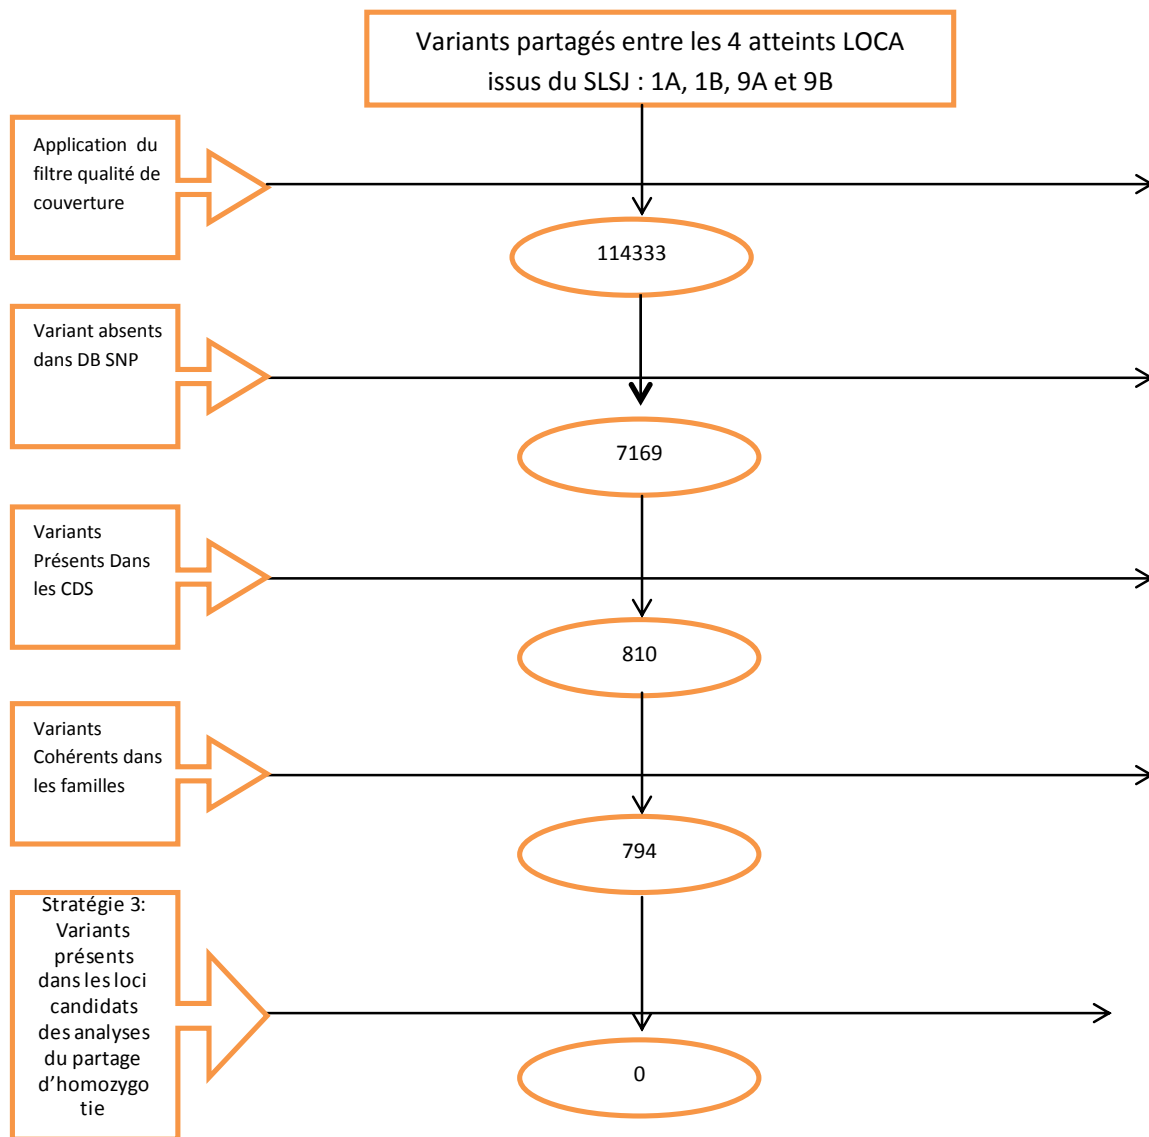 Variants partagés entre les 4 atteints LOCA
issus du SLSJ : 1A, 1B, 9A et 9B
Application du
filtre qualité de
couverture
114333
Variant absents
dans DB SNP
7169
Variants
Présents Dans
les CDS
810
Variants
Cohérents dans
les familles
794
Stratégie 3:
Variants
présents
dans les loci
candidats
des analyses
du partage
d'homozygo
tie
0